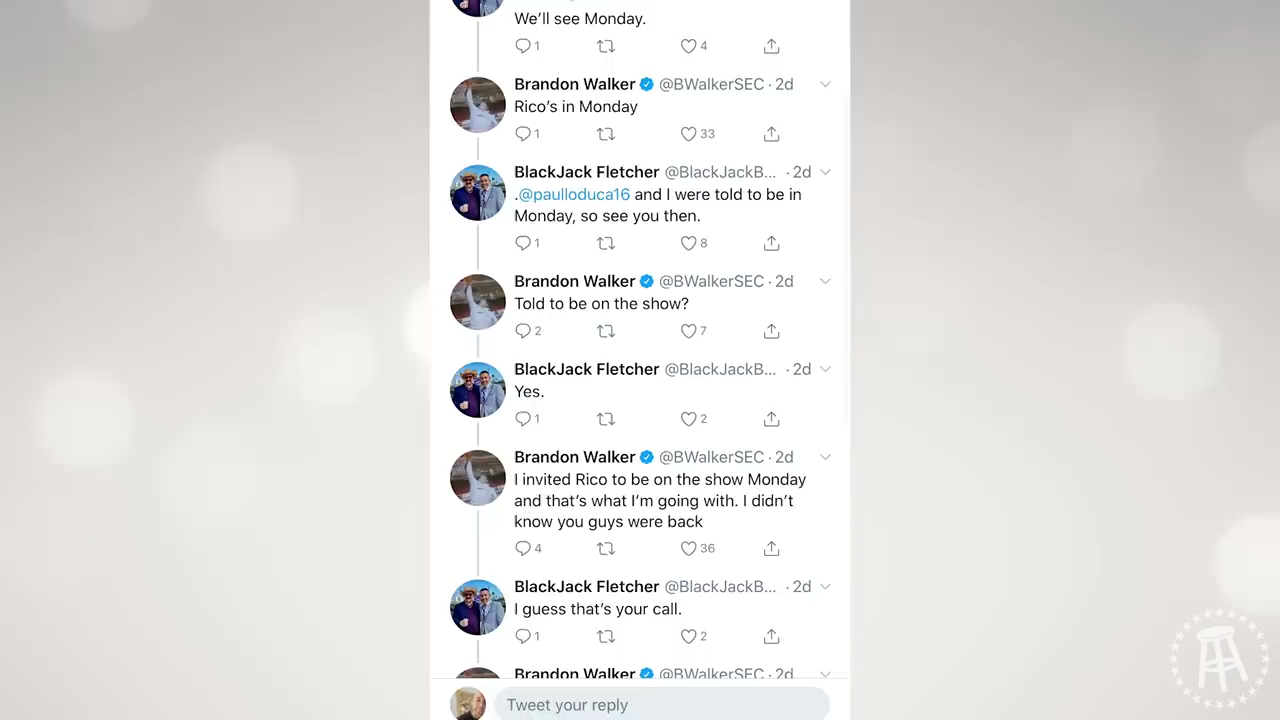 We'll see Monday.
1 4
Brandon Walker @BWalkerSEC · 2d
Rico's in Monday
1 33
BlackJack Fletcher @BlackJackB... · 2d
.@paulloduca16 and I were told to be in
Monday, so see you then.
1 8
Brandon Walker @BWalkerSEC · 2d
Told to be on the show?
2 7
BlackJack Fletcher @BlackJackB... · 2d
Yes.
1 2
Brandon Walker @BWalkerSEC · 2d
I invited Rico to be on the show Monday
and that's what I'm going with. I didn't
know you guys were back
4 36
BlackJack Fletcher @BlackJackB... · 2d
I guess that's your call.
1 2
Brandon Walker @BWalkerSEC · 2d
Tweet your reply